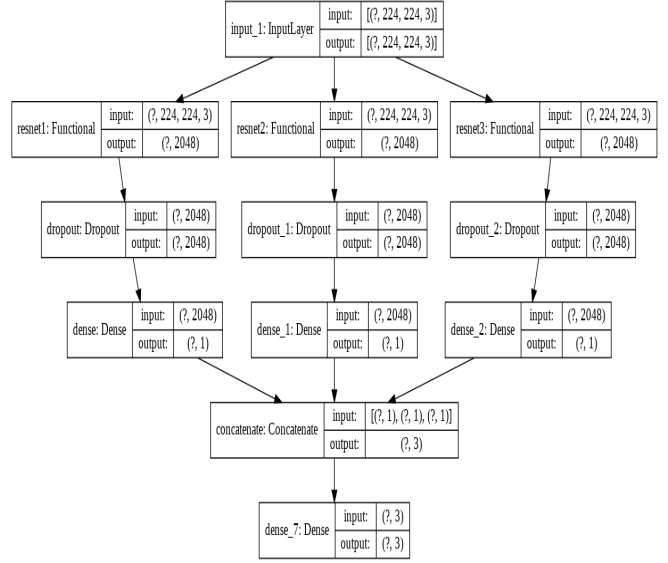 input_1: InputLayer
input: [(?, 224, 224, 3)]
output: [(?, 224, 224, 3)]
resnet1: Functional
input: (?, 224, 224, 3)
output: (?, 2048)
resnet2: Functional
input: (?, 224, 224, 3)
output: (?, 2048)
resnet3: Functional
input: (?, 224, 224, 3)
output: (?, 2048)
dropout: Dropout
input: (?, 2048)
output: (?, 2048)
dropout_1: Dropout
input: (?, 2048)
output: (?, 2048)
dropout_2: Dropout
input: (?, 2048)
output: (?, 2048)
dense: Dense
input: (?, 2048)
output: (?, 1)
dense_1: Dense
input: (?, 2048)
output: (?, 1)
dense_2: Dense
input: (?, 2048)
output: (?, 1)
concatenate: Concatenate
input: [(?, 1), (?, 1), (?, 1)]
output: (?, 3)
dense_7: Dense
input: (?, 3)
output: (?, 3)